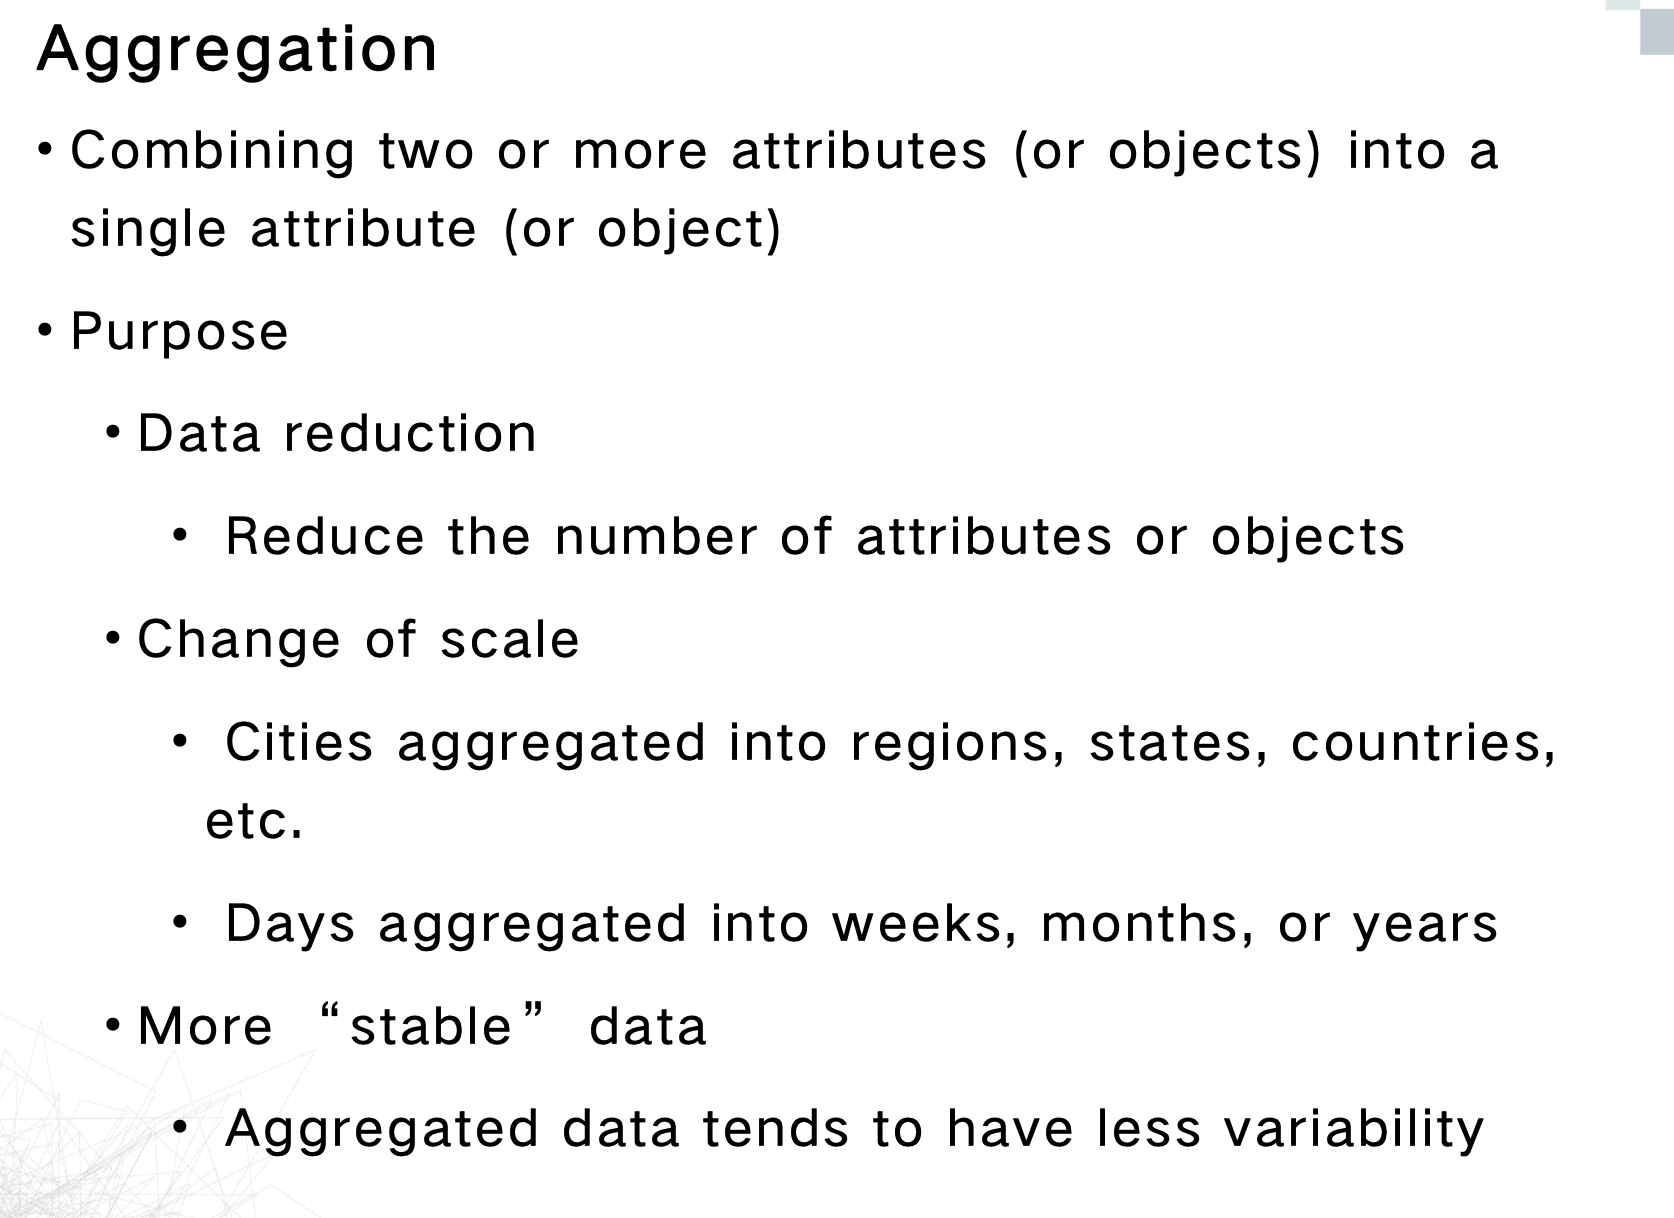 Aggregation
• Combining two or more attributes (or objects) into a
single attribute (or object)
• Purpose
• Data reduction
• Reduce the number of attributes or objects
• Change of scale
• Cities aggregated into regions, states, countries,
etc.
• Days aggregated into weeks, months, or years
• More “stable” data
• Aggregated data tends to have less variability